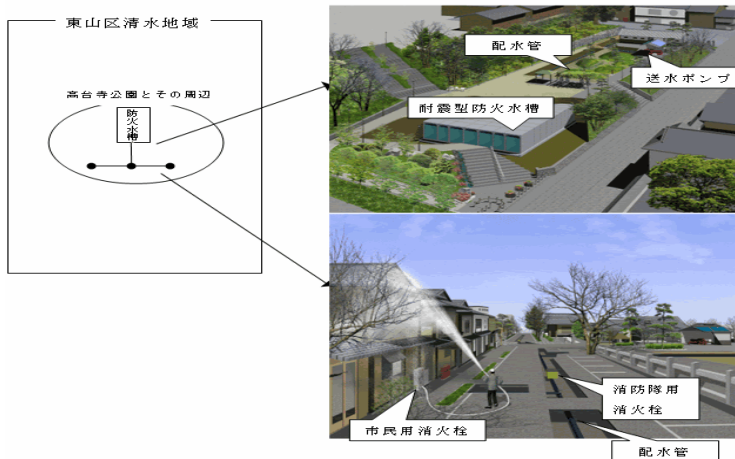 東山区清水地域
高台寺公園とその周辺
防火水槽
配水管
送水ポンプ
耐震型防火水槽
消防隊用
消火栓
市民用消火栓
配水管